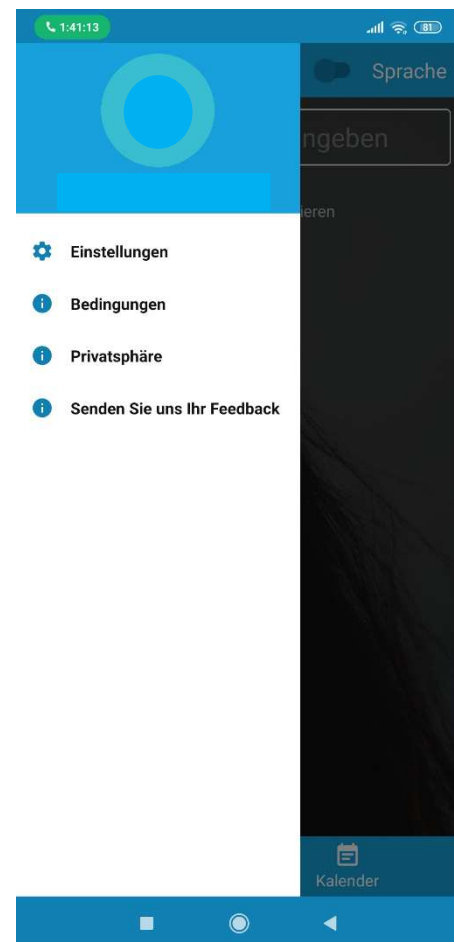 1:41:13
81
Sprache
ngeben
ieren
Einstellungen
Bedingungen
Privatsphäre
Senden Sie uns Ihr Feedback
Kalender